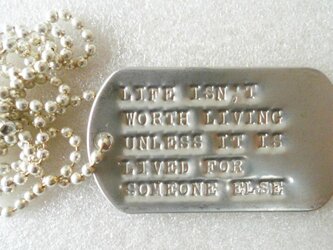 LIFE ISN;T
WORTH LIVING
UNLESS IT IS
LIVED FOR
SOMEONE ELSE